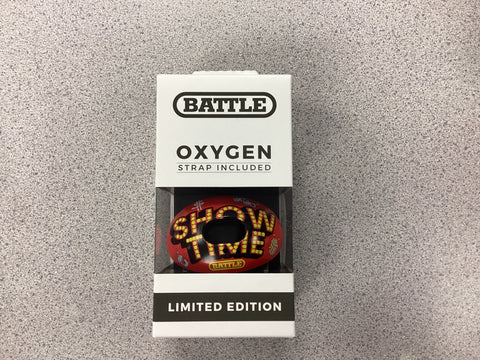 BATTLE
OXYGEN
STRAP INCLUDED
SHOW
TIME
BATTLE
LIMITED EDITION